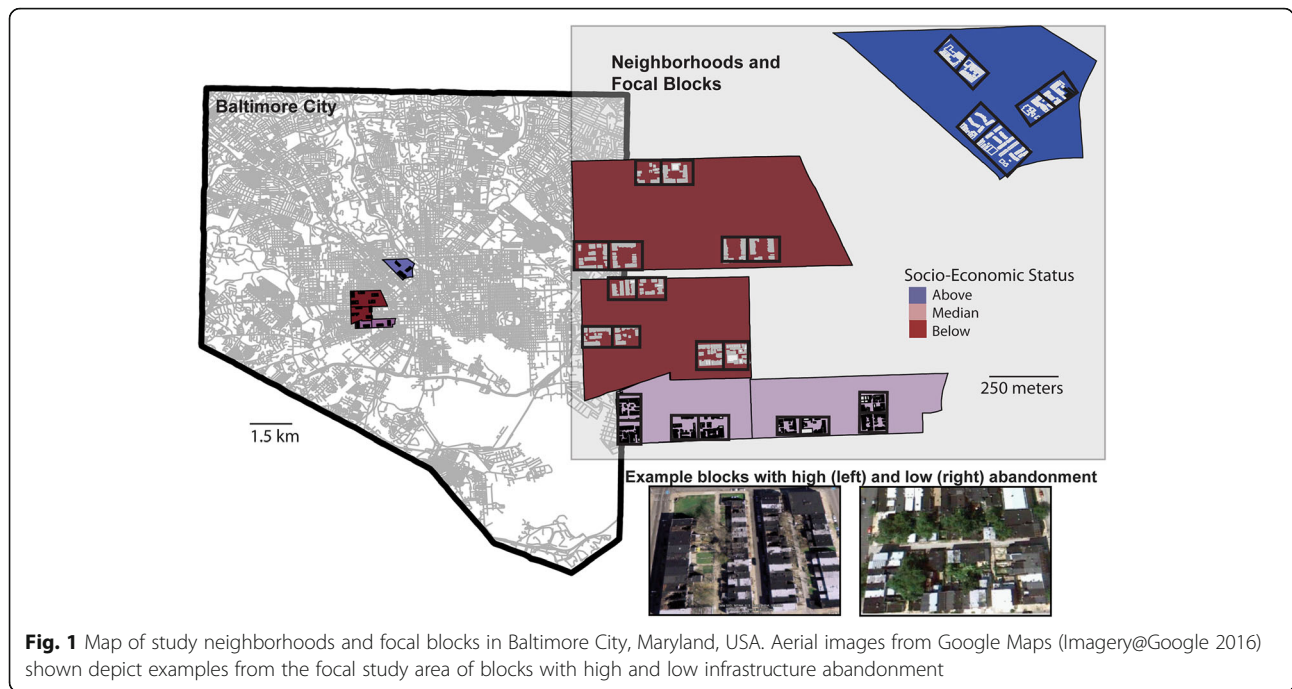 Neighborhoods and
Focal Blocks
Baltimore City
Socio-Economic Status
Above
Median
Below
250 meters
1.5 km
Example blocks with high (left) and low (right) abandonment
Fig. 1 Map of study neighborhoods and focal blocks in Baltimore City, Maryland, USA. Aerial images from Google Maps (Imagery@Google 2016)
shown depict examples from the focal study area of blocks with high and low infrastructure abandonment